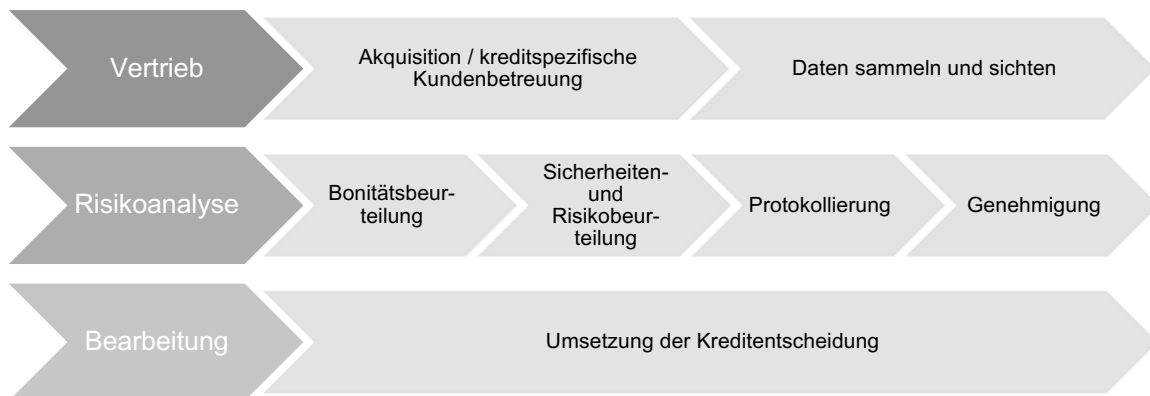 Vertrieb
Akquisition / kreditspezifische
Kundenbetreuung
Daten sammeln und sichten
Risikoanalyse
Bonitätsbeur-
teilung
Sicherheiten-
und
Risikobeur-
teilung
Protokollierung
Genehmigung
Bearbeitung
Umsetzung der Kreditentscheidung